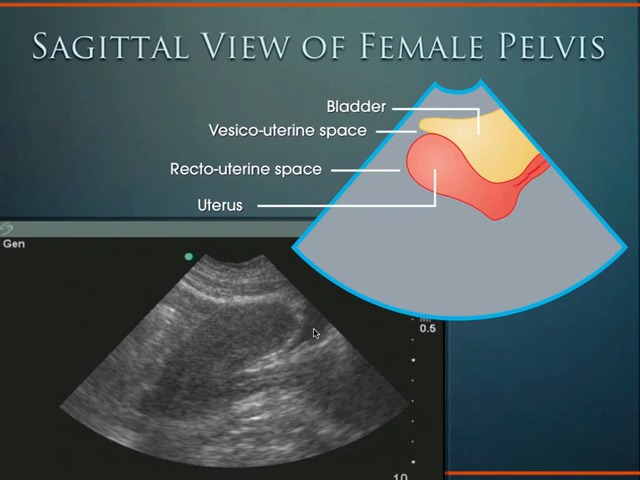 SAGITTAL VIEW OF FEMALE PELVIS
Bladder
Vesico-uterine space
Recto-uterine space
Uterus
Gen
0.5
10